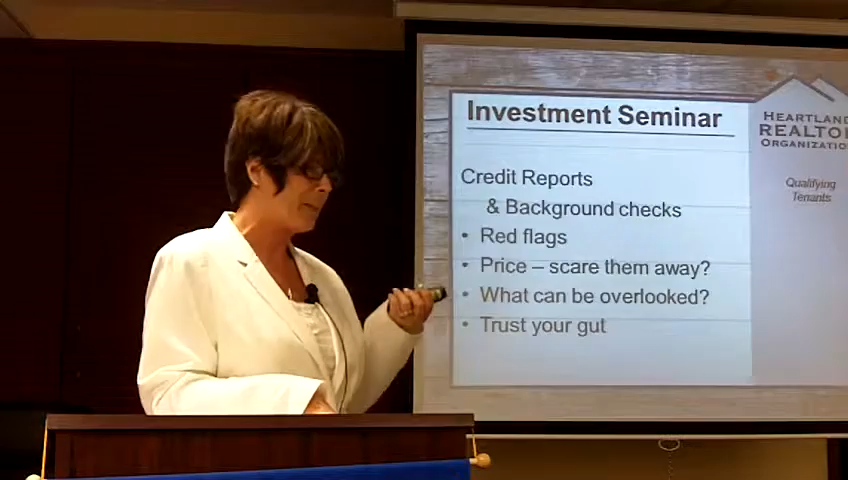 Investment Seminar
Credit Reports
& Background checks
• Red flags
• Price – scare them away?
• What can be overlooked?
• Trust your gut
HEARTLAND
REALTOR
ORGANIZATION
Qualifying
Tenants